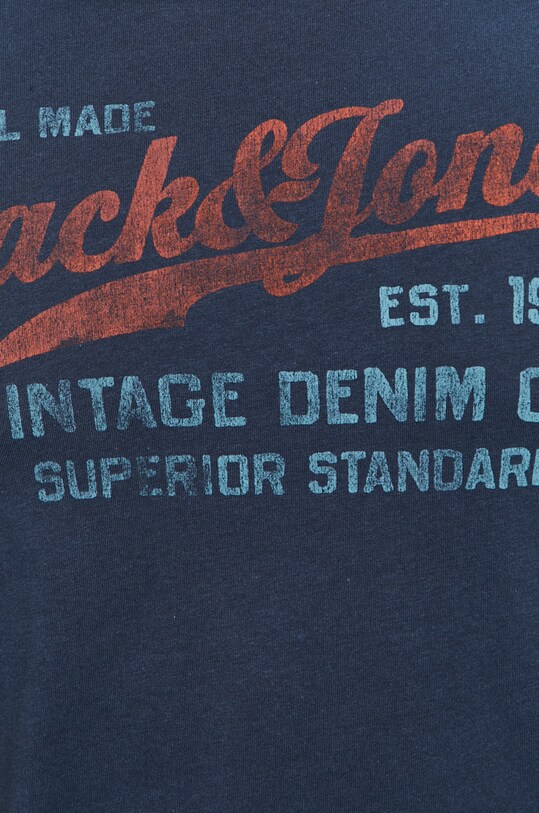 L MADE
ack&Jon
EST. 19
INTAGE DENIM
SUPERIOR STANDAR